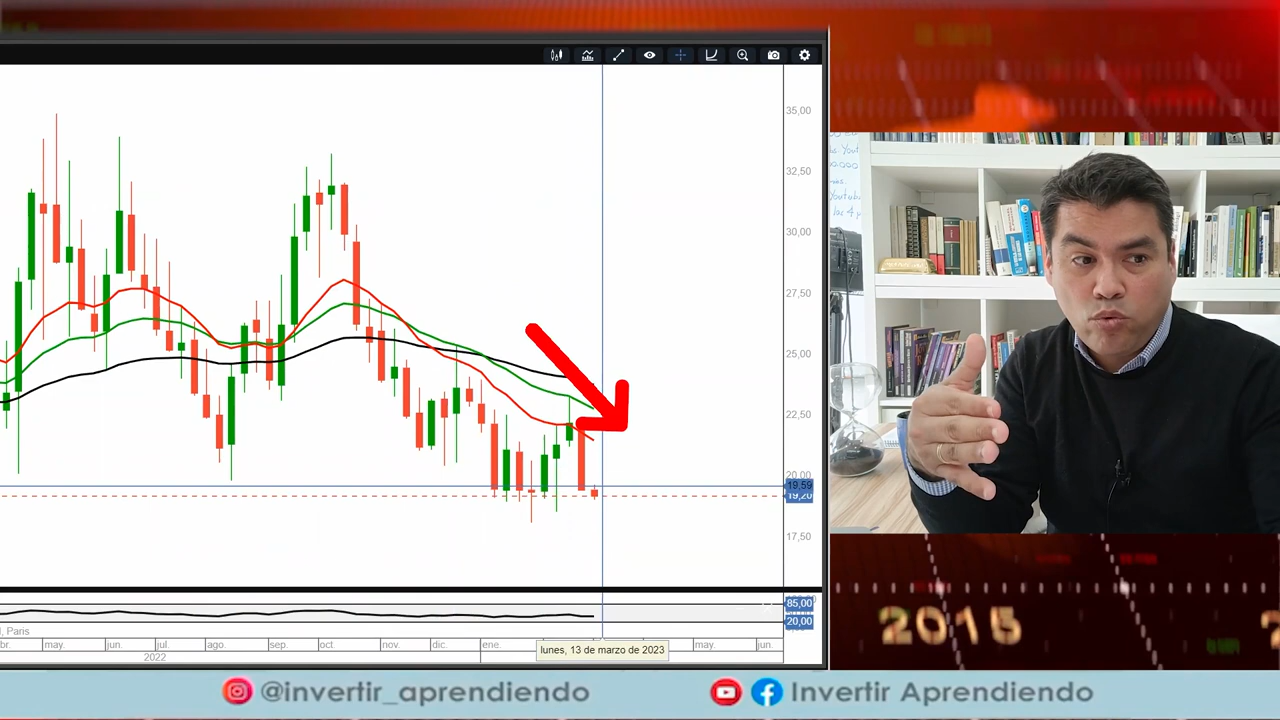 35,00
32,50
30,00
27,50
25,00
22,50
20,00
19,59
19,20
17,50
85,00
20,00
, Paris
br.
may.
jun.
jul.
ago.
sep.
oct
nov.
dic.
ene.
may.
jun.
2022
lunes, 13 de marzo de 2023
2015
@invertir_aprendiendo
Invertir Aprendiendo